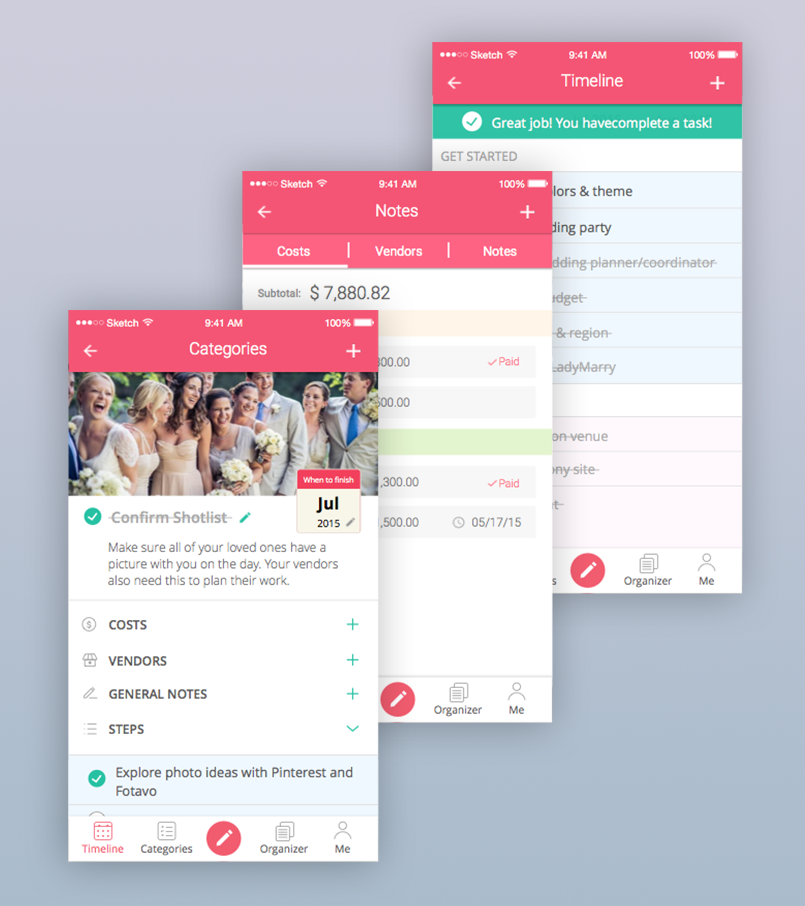 Sketch 9:41 AM 100%
Timeline
Great job! You havecomplete a task!
GET STARTED
lors & theme
ding party
dding planner/coordinator
dget
& region
LadyMarry
on venue
ony site
t
s Organizer Me
Sketch 9:41 AM 100%
Notes
Costs Vendors Notes
Subtotal: $ 7,880.82
300.00 Paid
500.00
,300.00 Paid
,500.00 05/17/15
Organizer Me
Sketch 9:41 AM 100%
Categories
When to finish
Jul
2015
Confirm Shotlist
Make sure all of your loved ones have a
picture with you on the day. Your vendors
also need this to plan their work.
COSTS
VENDORS
GENERAL NOTES
STEPS
Explore photo ideas with Pinterest and
Fotavo
Timeline Categories Organizer Me